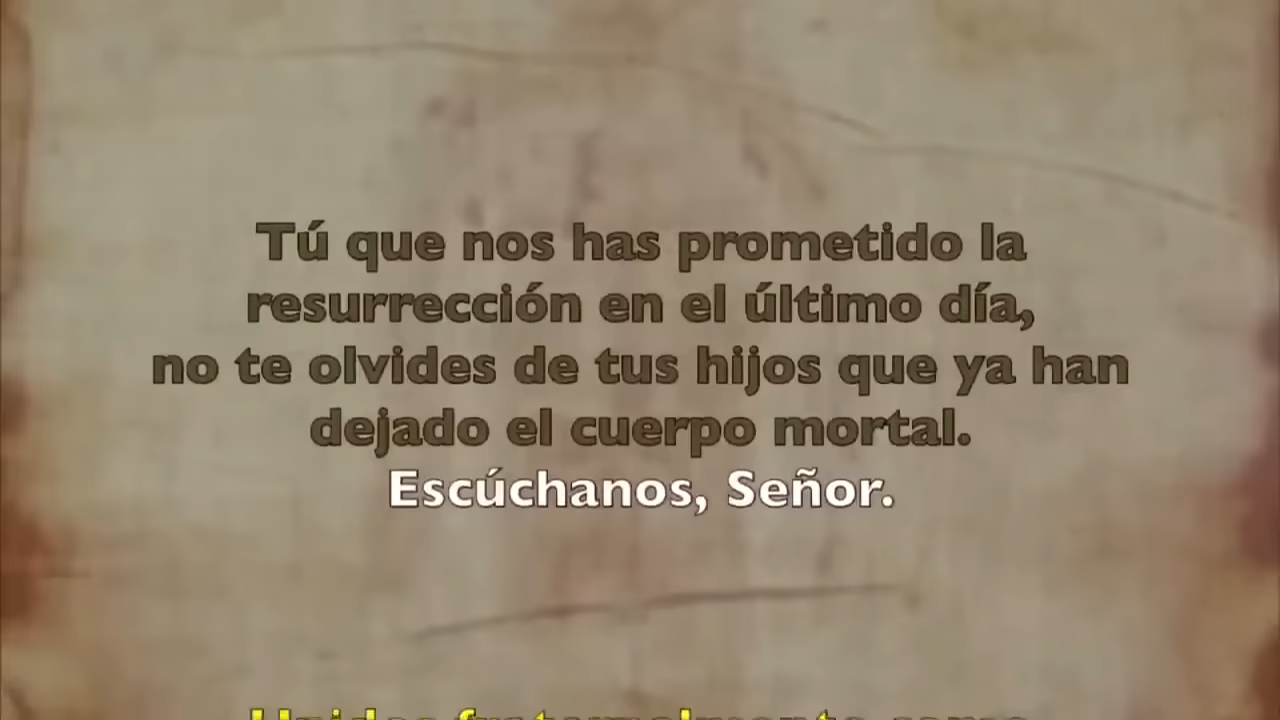 Tú que nos has prometido la
resurrección en el último día,
no te olvides de tus hijos que ya han
dejado el cuerpo mortal.
Escúchanos, Señor.